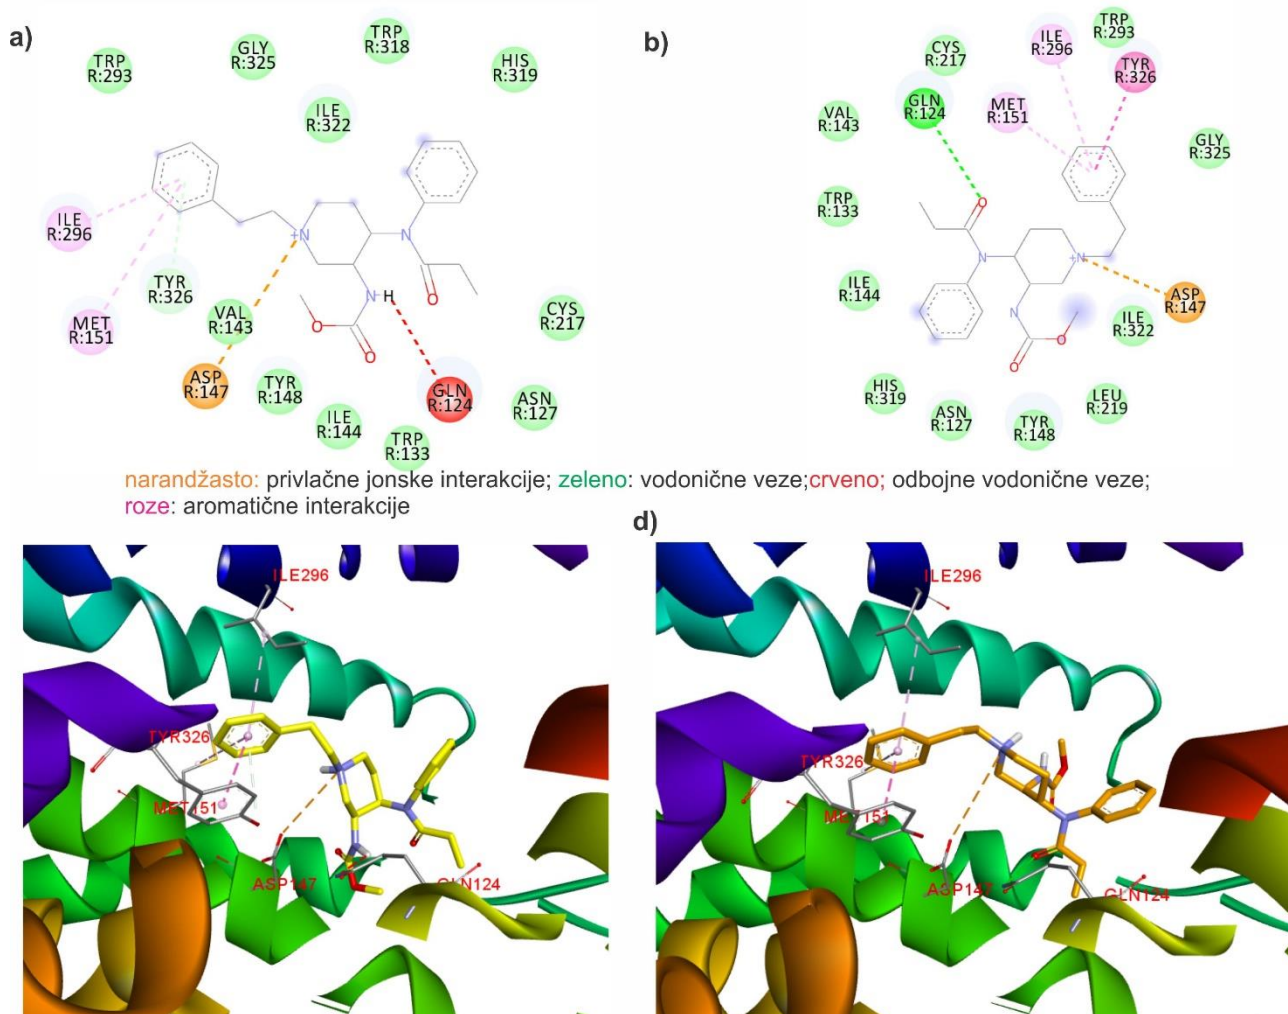 a)
TRP
R:293
GLY
R:325
TRP
R:318
HIS
R:319
ILE
R:322
ILE
R:296
TYR
R:326
MET
R:151
VAL
R:143
ASP
R:147
TYR
R:148
ILE
R:144
TRP
R:133
GLN
R:124
ASN
R:127
CYS
R:217
N
+
N
N
H
O
O
O
b)
CYS
R:217
ILE
R:296
TRP
R:293
TYR
R:326
GLN
R:124
MET
R:151
VAL
R:143
GLY
R:325
TRP
R:133
ILE
R:144
ASP
R:147
ILE
R:322
HIS
R:319
ASN
R:127
TYR
R:148
LEU
R:219
O
N
N
+
NH
O
O
narandžasto: privlačne jonske interakcije; zeleno: vodonične veze;crveno; odbojne vodonične veze;
roze: aromatične interakcije
d)
ILE296
TYR326
MET151
ASP147
GLN124
ILE296
TYR326
MET151
ASP147
GLN124